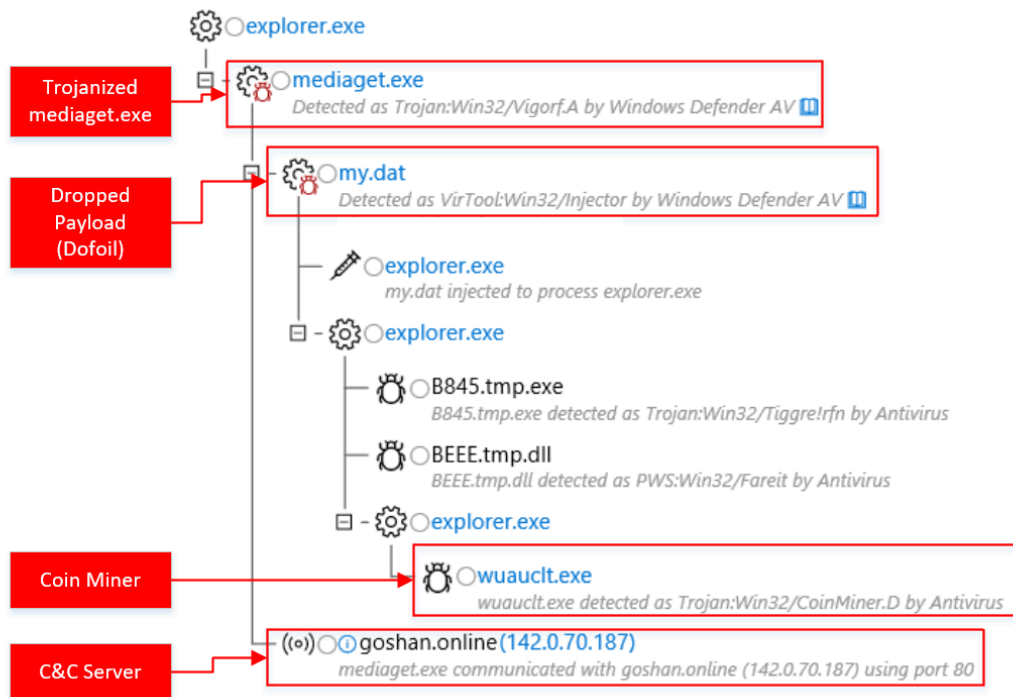 explorer.exe
Trojanized
mediaget.exe
mediaget.exe
Detected as Trojan:Win32/Vigorf.A by Windows Defender AV
Dropped
Payload
(Dofoil)
my.dat
Detected as VirTool:Win32/Injector by Windows Defender AV
explorer.exe
my.dat injected to process explorer.exe
explorer.exe
B845.tmp.exe
B845.tmp.exe detected as Trojan:Win32/Tiggre!rfn by Antivirus
BEEE.tmp.dll
BEEE.tmp.dll detected as PWS:Win32/Fareit by Antivirus
explorer.exe
Coin Miner
wuauclt.exe
wuauclt.exe detected as Trojan:Win32/CoinMiner.D by Antivirus
C&C Server
goshan.online (142.0.70.187)
mediaget.exe communicated with goshan.online (142.0.70.187) using port 80